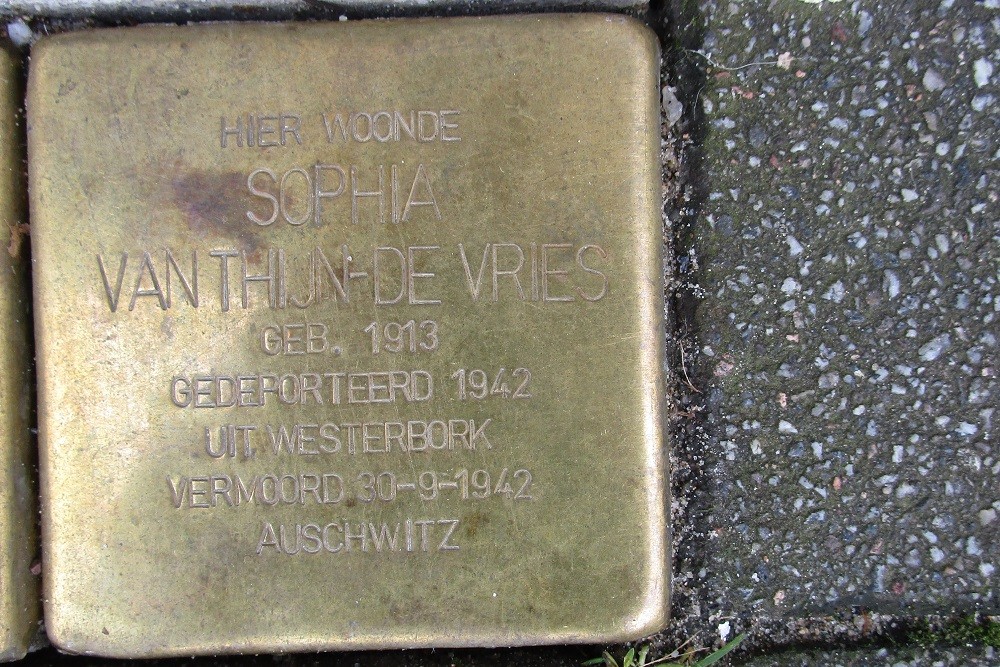 HIER WOONDE
SOPHIA
VAN THIJN-DE VRIES
GEB. 1913
GEDEPORTEERD 1942
UIT WESTERBORK
VERMOORD 30-9-1942
AUSCHWITZ